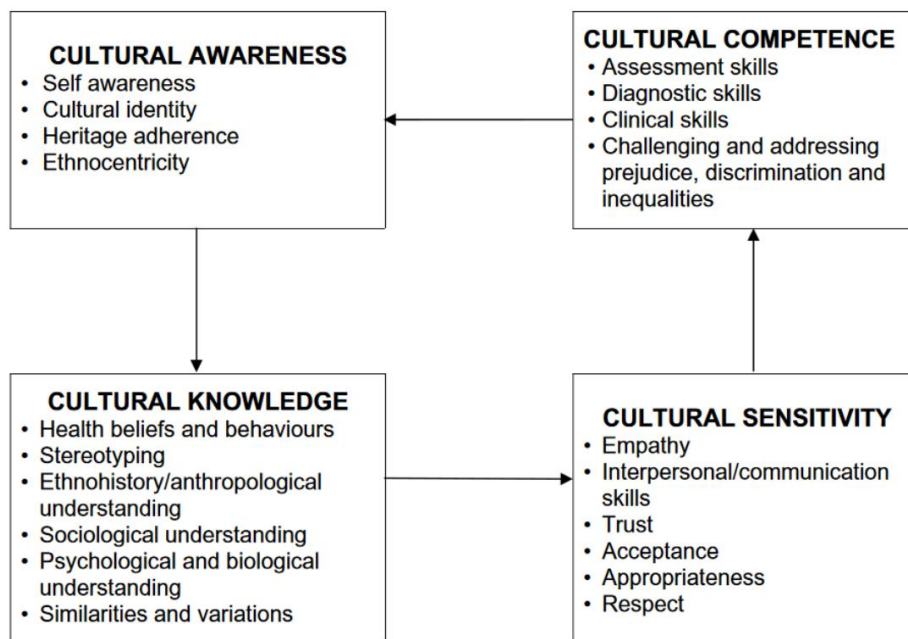 CULTURAL AWARENESS
• Self awareness
• Cultural identity
• Heritage adherence
• Ethnocentricity
CULTURAL COMPETENCE
• Assessment skills
• Diagnostic skills
• Clinical skills
• Challenging and addressing
prejudice, discrimination and
inequalities
CULTURAL KNOWLEDGE
• Health beliefs and behaviours
• Stereotyping
• Ethnohistory/anthropological
understanding
• Sociological understanding
• Psychological and biological
understanding
• Similarities and variations
CULTURAL SENSITIVITY
• Empathy
• Interpersonal/communication
skills
• Trust
• Acceptance
• Appropriateness
• Respect